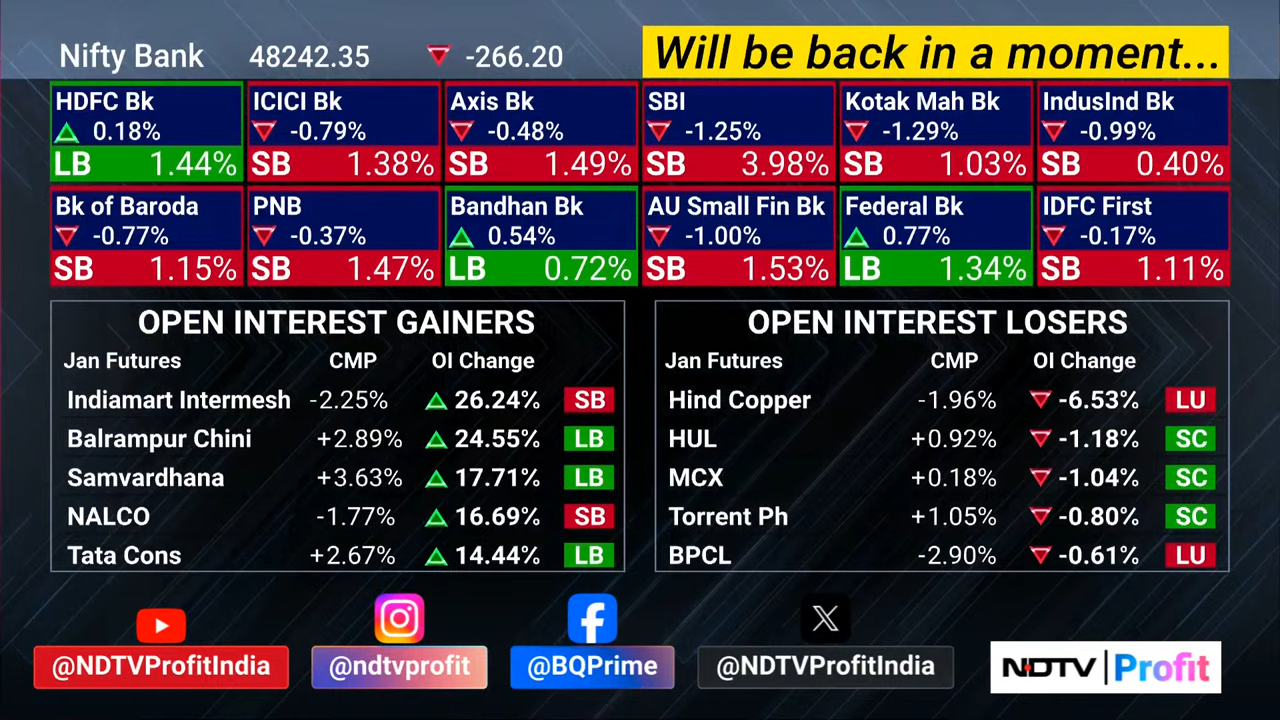 Nifty Bank 48242.35 -266.20 Will be back in a moment...
HDFC Bk ICICI Bk Axis Bk SBI Kotak Mah Bk IndusInd Bk
0.18% -0.79% -0.48% -1.25% -1.29% -0.99%
LB 1.44% SB 1.38% SB 1.49% SB 3.98% SB 1.03% SB 0.40%
Bk of Baroda PNB Bandhan Bk AU Small Fin Bk Federal Bk IDFC First
-0.77% -0.37% 0.54% -1.00% 0.77% -0.17%
SB 1.15% SB 1.47% LB 0.72% SB 1.53% LB 1.34% SB 1.11%
OPEN INTEREST GAINERS
Jan Futures CMP OI Change
Indiamart Intermesh -2.25% 26.24% SB
Balrampur Chini +2.89% 24.55% LB
Samvardhana +3.63% 17.71% LB
NALCO -1.77% 16.69% SB
Tata Cons +2.67% 14.44% LB
OPEN INTEREST LOSERS
Jan Futures CMP OI Change
Hind Copper -1.96% -6.53% LU
HUL +0.92% -1.18% SC
MCX +0.18% -1.04% SC
Torrent Ph +1.05% -0.80% SC
BPCL -2.90% -0.61% LU
@NDTVProfitIndia @ndtvprofit @BQPrime @NDTVProfitIndia NDTV Profit